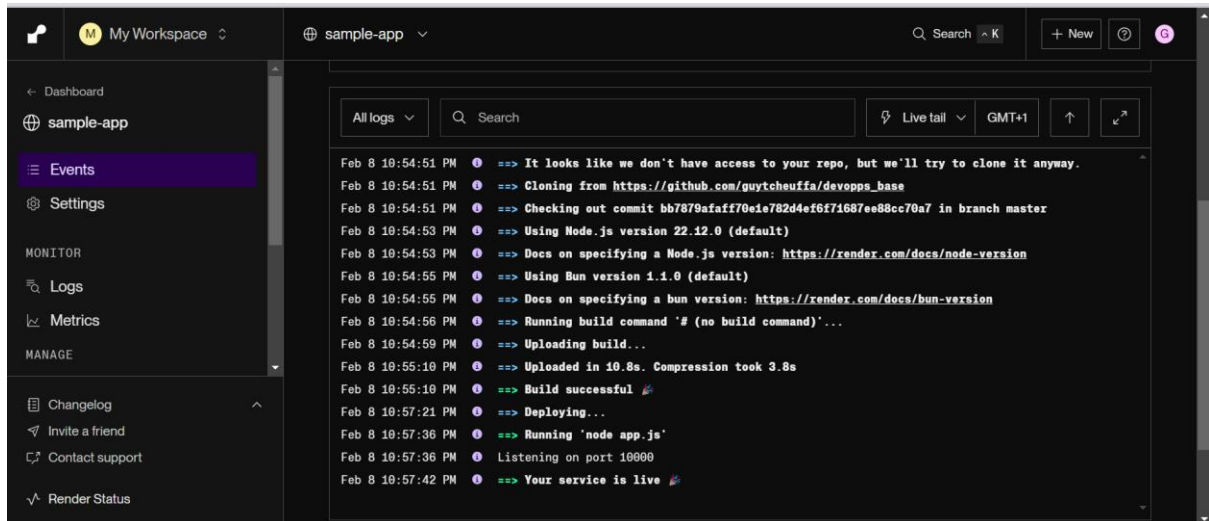 M My Workspace
sample-app
Search ^ K
+ New
G
← Dashboard
sample-app
Events
Settings
MONITOR
Logs
Metrics
MANAGE
Changelog
Invite a friend
Contact support
Render Status
All logs
Search
Live tail
GMT+1
Feb 8 10:54:51 PM ==> It looks like we don't have access to your repo, but we'll try to clone it anyway.
Feb 8 10:54:51 PM ==> Cloning from https://github.com/guytcheuffa/devopps_base
Feb 8 10:54:51 PM ==> Checking out commit bb7879afaff70e1e782d4ef6f71687ee88cc70a7 in branch master
Feb 8 10:54:53 PM ==> Using Node.js version 22.12.0 (default)
Feb 8 10:54:53 PM ==> Docs on specifying a Node.js version: https://render.com/docs/node-version
Feb 8 10:54:55 PM ==> Using Bun version 1.1.0 (default)
Feb 8 10:54:55 PM ==> Docs on specifying a bun version: https://render.com/docs/bun-version
Feb 8 10:54:56 PM ==> Running build command '# (no build command)'...
Feb 8 10:54:59 PM ==> Uploading build...
Feb 8 10:55:10 PM ==> Uploaded in 10.8s. Compression took 3.8s
Feb 8 10:55:10 PM ==> Build successful 🎉
Feb 8 10:57:21 PM ==> Deploying...
Feb 8 10:57:36 PM ==> Running 'node app.js'
Feb 8 10:57:36 PM Listening on port 10000
Feb 8 10:57:42 PM ==> Your service is live 🎉